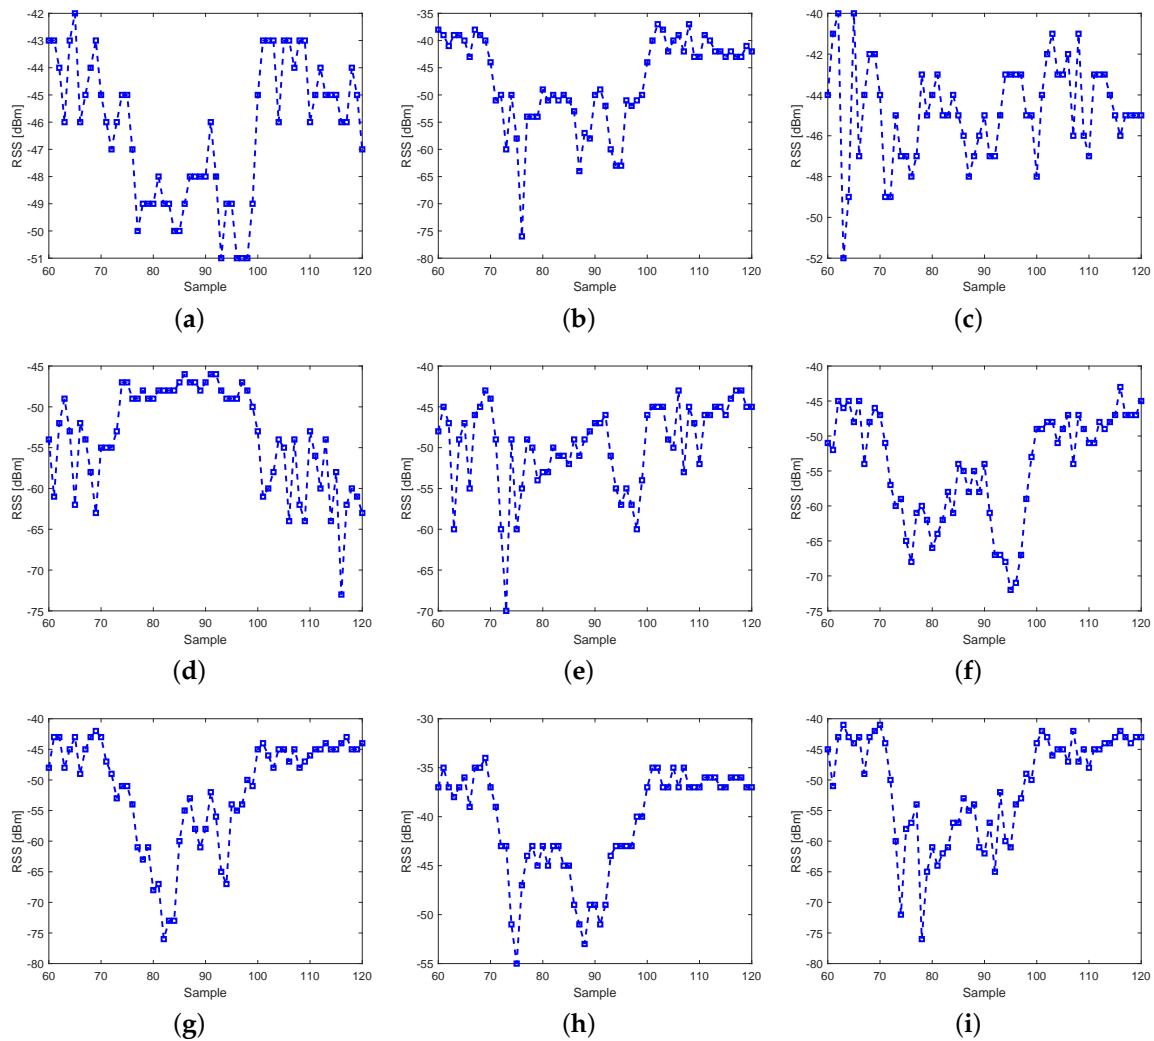 -42
-43
-44
-45
-46
-47
-48
-49
-50
-51
60 70 80 90 100 110 120
RSS [dBm]
Sample
(a)
-35
-40
-45
-50
-55
-60
-65
-70
-75
-80
60 70 80 90 100 110 120
RSS [dBm]
Sample
(b)
-40
-42
-44
-46
-48
-50
-52
60 70 80 90 100 110 120
RSS [dBm]
Sample
(c)
-45
-50
-55
-60
-65
-70
-75
60 70 80 90 100 110 120
RSS [dBm]
Sample
(d)
-40
-45
-50
-55
-60
-65
-70
60 70 80 90 100 110 120
RSS [dBm]
Sample
(e)
-40
-45
-50
-55
-60
-65
-70
-75
60 70 80 90 100 110 120
RSS [dBm]
Sample
(f)
-40
-45
-50
-55
-60
-65
-70
-75
-80
60 70 80 90 100 110 120
RSS [dBm]
Sample
(g)
-30
-35
-40
-45
-50
-55
60 70 80 90 100 110 120
RSS [dBm]
Sample
(h)
-40
-45
-50
-55
-60
-65
-70
-75
-80
60 70 80 90 100 110 120
RSS [dBm]
Sample
(i)